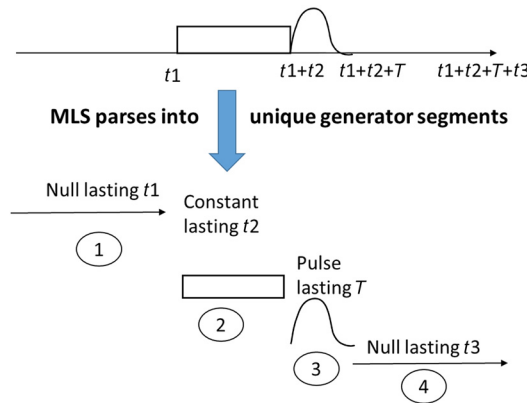 t1
t1+t2
t1+t2+T
t1+t2+T+t3
MLS parses into unique generator segments
Null lasting t1
Constant
lasting t2
1
Pulse
lasting T
2
3
Null lasting t3
4